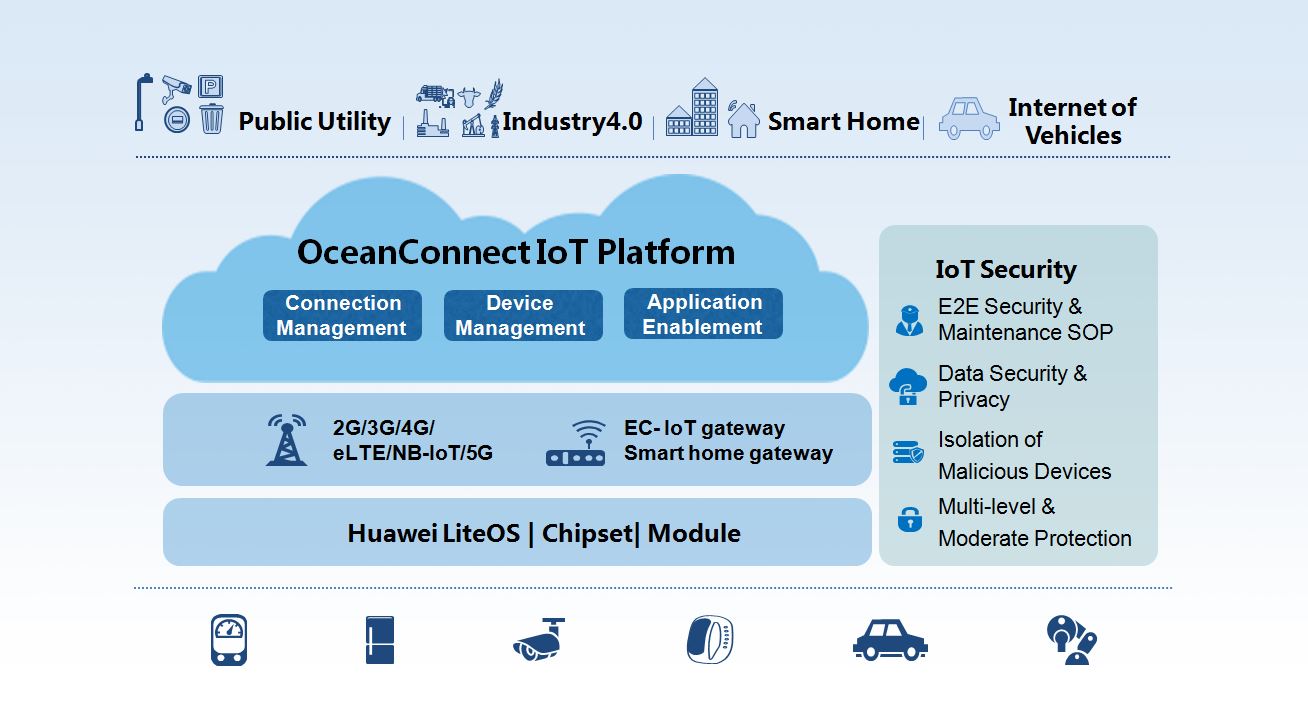 P
Public Utility
Industry4.0
Smart Home
Internet of
Vehicles
OceanConnect IoT Platform
Connection
Management
Device
Management
Application
Enablement
2G/3G/4G/
eLTE/NB-IoT/5G
EC- IoT gateway
Smart home gateway
Huawei LiteOS | Chipset| Module
IoT Security
E2E Security &
Maintenance SOP
Data Security &
Privacy
Isolation of
Malicious Devices
Multi-level &
Moderate Protection